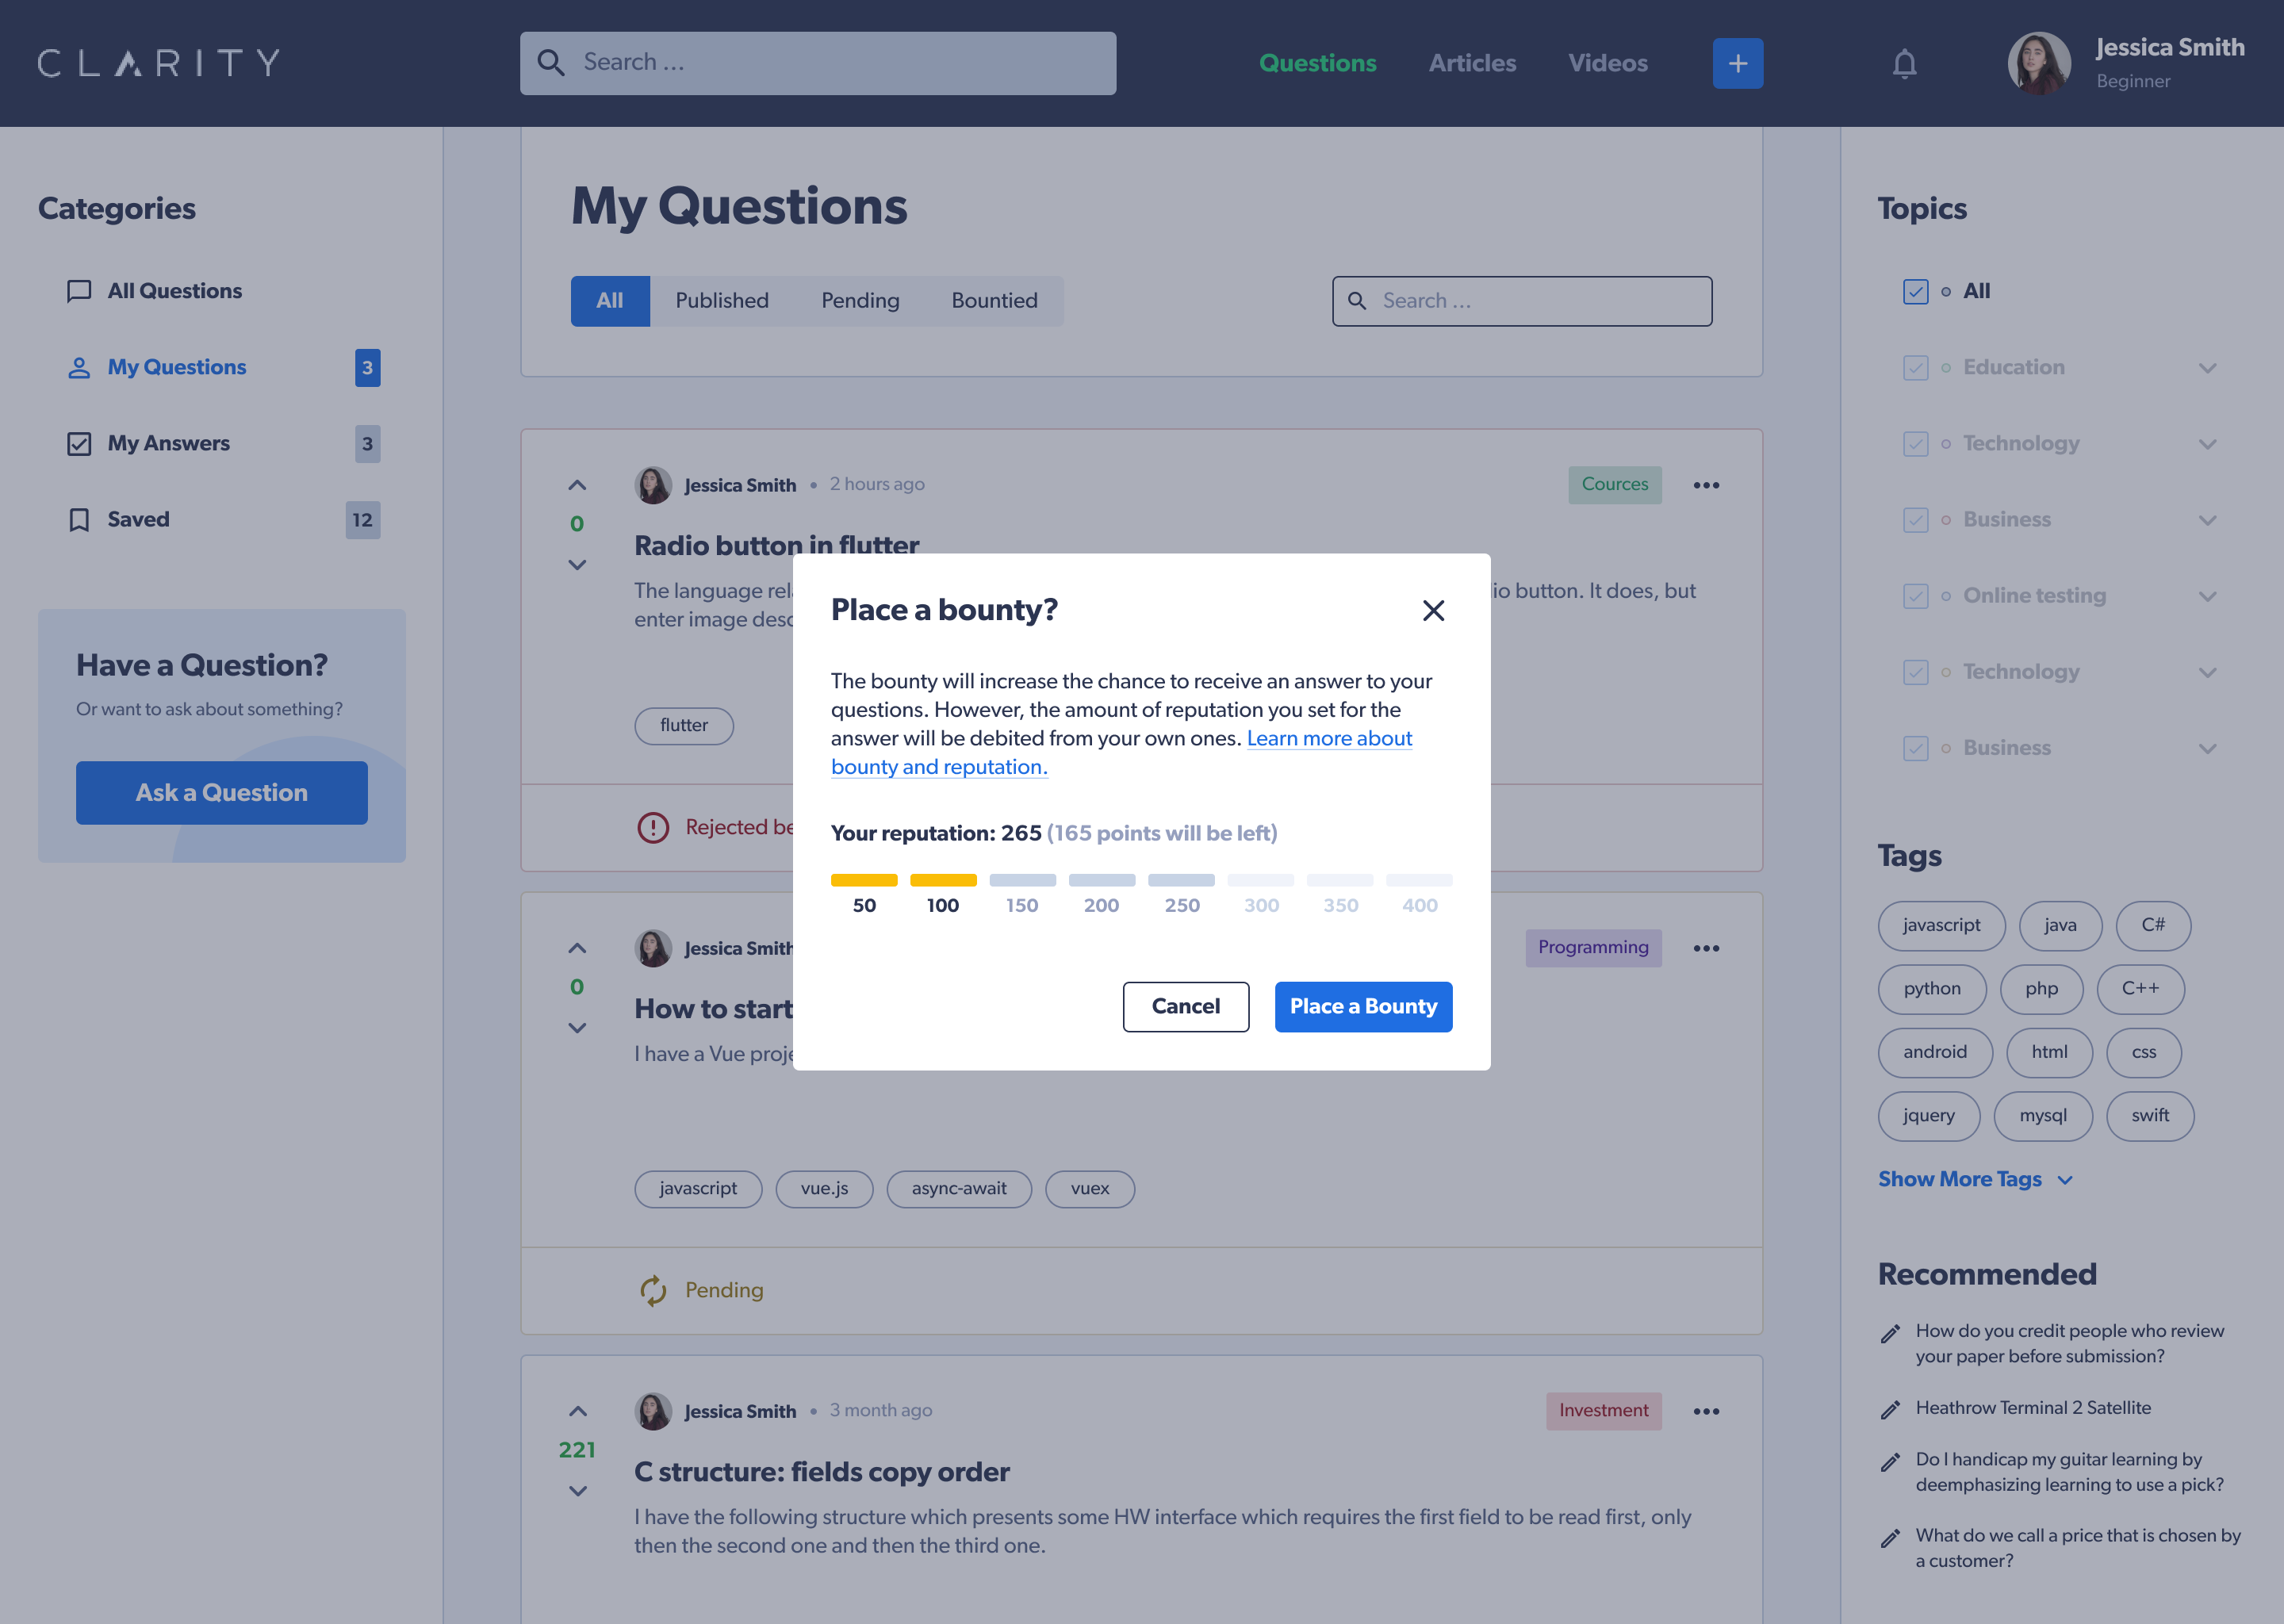 CLARITY
Search ...
Questions
Articles
Videos
+
Jessica Smith
Beginner
Categories
All Questions
My Questions
3
My Answers
3
Saved
12
Have a Question?
Or want to ask about something?
Ask a Question
My Questions
All
Published
Pending
Bountied
Search ...
0
Jessica Smith • 2 hours ago
Cources
Radio button in flutter
The language rel
io button. It does, but
enter image desc
flutter
Rejected be
0
Jessica Smith
Programming
How to start
I have a Vue proje
javascript
vue.js
async-await
vuex
Pending
221
Jessica Smith • 3 month ago
Investment
C structure: fields copy order
I have the following structure which presents some HW interface which requires the first field to be read first, only
then the second one and then the third one.
Place a bounty?
The bounty will increase the chance to receive an answer to your
questions. However, the amount of reputation you set for the
answer will be debited from your own ones. Learn more about
bounty and reputation.
Your reputation: 265 (165 points will be left)
50 100 150 200 250 300 350 400
Cancel
Place a Bounty
Topics
All
Education
Technology
Business
Online testing
Technology
Business
Tags
javascript java C#
python php C++
android html css
jquery mysql swift
Show More Tags
Recommended
How do you credit people who review
your paper before submission?
Heathrow Terminal 2 Satellite
Do I handicap my guitar learning by
deemphasizing learning to use a pick?
What do we call a price that is chosen by
a customer?